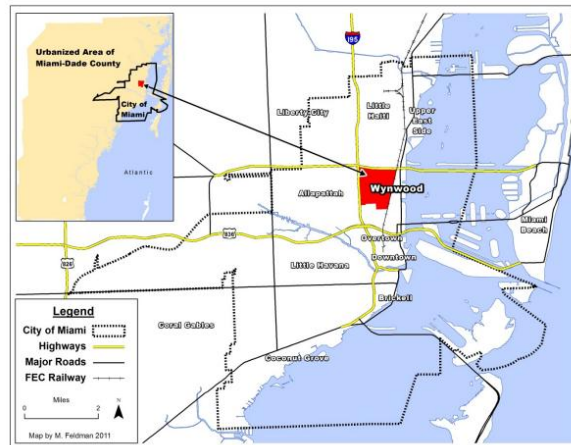 Urbanized Area of
Miami-Dade County
City of
Miami
Atlantic
195
Liberty City
Little
Haiti
Upper
East
Side
Allapattah
Wynwood
Miami
Beach
836
826
Overtown
Downtown
Little Havana
Brickell
Coral Gables
Coconut Grove
Legend
City of Miami
Highways
Major Roads
FEC Railway
Miles
0 2
N
Map by M. Feldman 2011